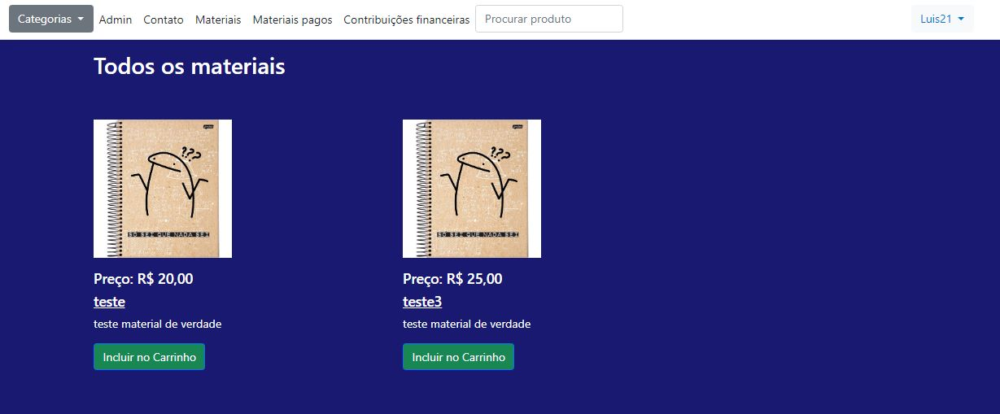 Categorias Admin Contato Materiais Materiais pagos Contribuições financeiras Procurar produto Luis21
Todos os materiais
???
SÓ SEI QUE NADA SEI
???
SÓ SEI QUE NADA SEI
Preço: R$ 20,00
teste
teste material de verdade
Incluir no Carrinho
Preço: R$ 25,00
teste3
teste material de verdade
Incluir no Carrinho